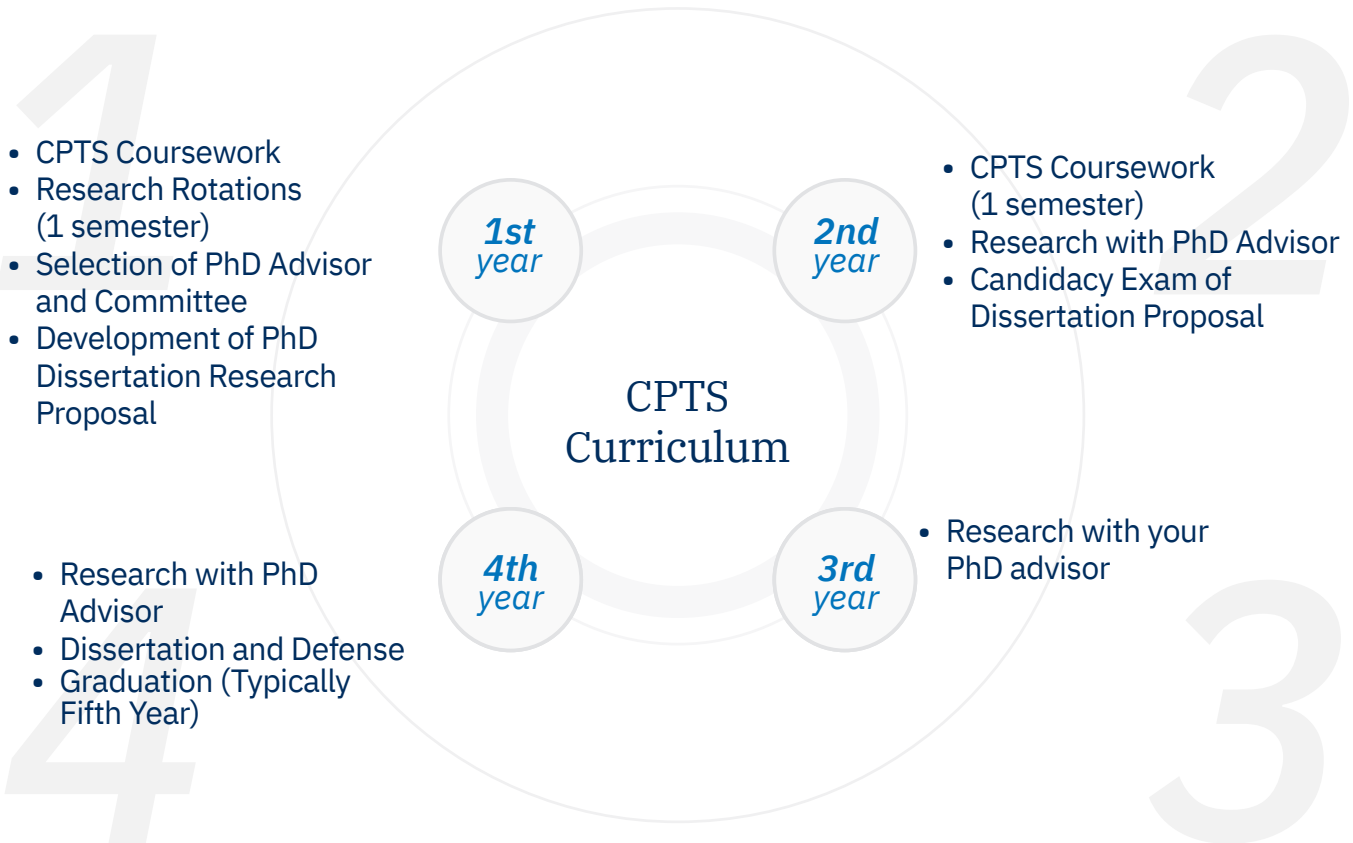 1
• CPTS Coursework
• Research Rotations
(1 semester)
• Selection of PhD Advisor
and Committee
• Development of PhD
Dissertation Research
Proposal
1st
year
2
2nd
year
• CPTS Coursework
(1 semester)
• Research with PhD Advisor
• Candidacy Exam of
Dissertation Proposal
CPTS
Curriculum
3rd
year
• Research with your
PhD advisor
3
4th
year
• Research with PhD
Advisor
• Dissertation and Defense
• Graduation (Typically
Fifth Year)
4